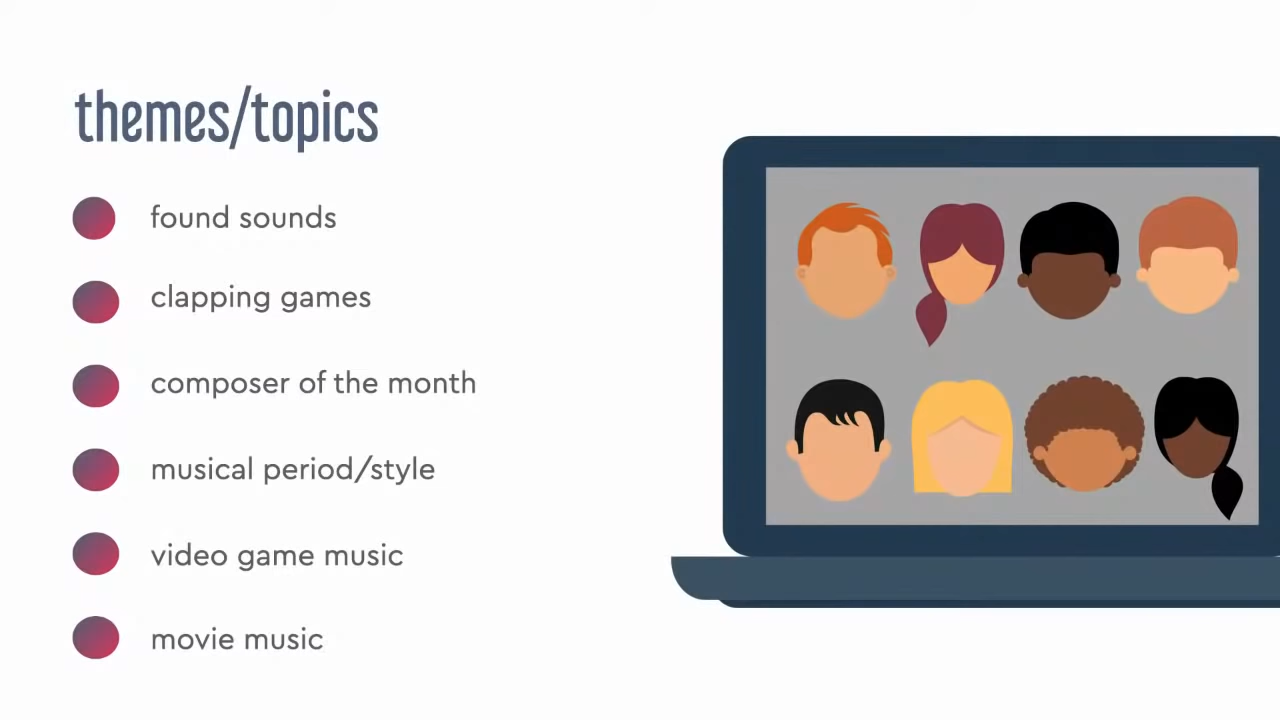 themes/topics
found sounds
clapping games
composer of the month
musical period/style
video game music
movie music